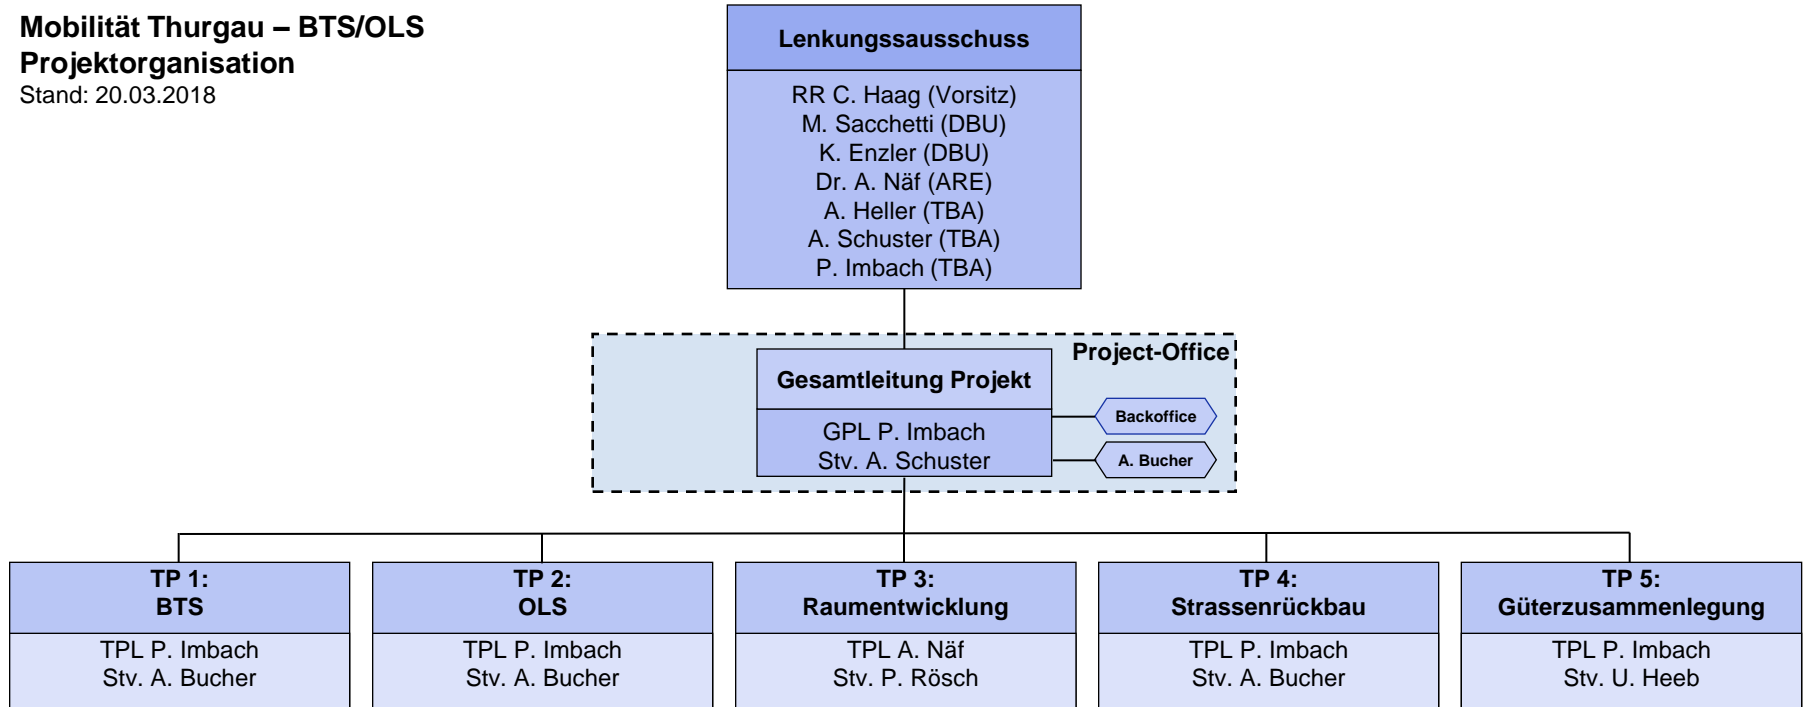 Mobilität Thurgau – BTS/OLS
Projektorganisation
Stand: 20.03.2018
Lenkungssausschuss
RR C. Haag (Vorsitz)
M. Sacchetti (DBU)
K. Enzler (DBU)
Dr. A. Näf (ARE)
A. Heller (TBA)
A. Schuster (TBA)
P. Imbach (TBA)
Project-Office
Gesamtleitung Projekt
GPL P. Imbach
Stv. A. Schuster
Backoffice
A. Bucher
TP 1:
BTS
TPL P. Imbach
Stv. A. Bucher
TP 2:
OLS
TPL P. Imbach
Stv. A. Bucher
TP 3:
Raumentwicklung
TPL A. Näf
Stv. P. Rösch
TP 4:
Strassenrückbau
TPL P. Imbach
Stv. A. Bucher
TP 5:
Güterzusammenlegung
TPL P. Imbach
Stv. U. Heeb